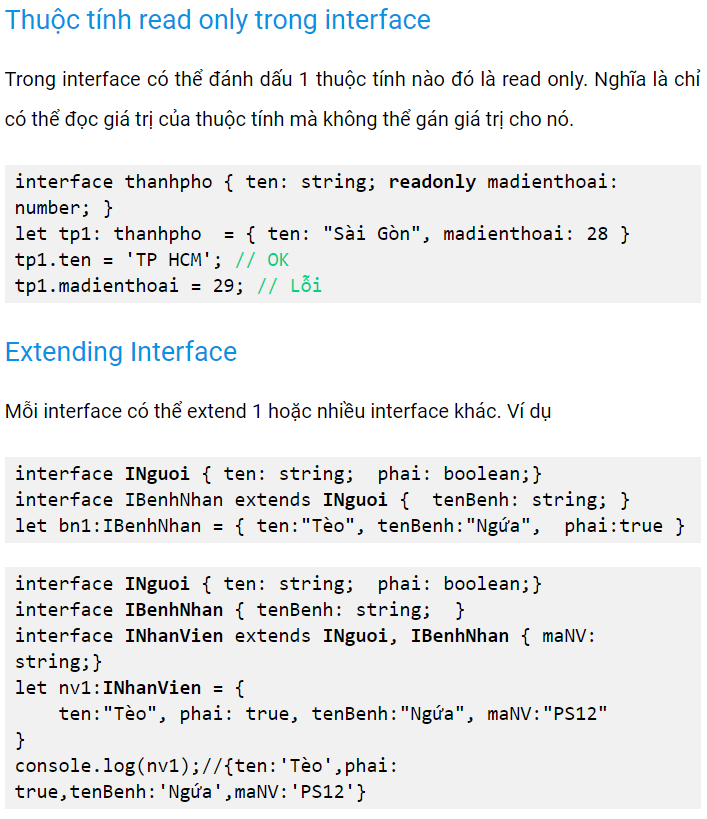 Thuộc tính read only trong interface
Trong interface có thể đánh dấu 1 thuộc tính nào đó là read only. Nghĩa là chỉ
có thể đọc giá trị của thuộc tính mà không thể gán giá trị cho nó.
interface thanhpho { ten: string; readonly madienthoai:
number; }
let tp1: thanhpho  = { ten: "Sài Gòn", madienthoai: 28 }
tp1.ten = 'TP HCM'; // OK
tp1.madienthoai = 29; // Lỗi
Extending Interface
Mỗi interface có thể extend 1 hoặc nhiều interface khác. Ví dụ
interface INguoi { ten: string;  phai: boolean;}
interface IBenhNhan extends INguoi {  tenBenh: string; }
let bn1:IBenhNhan = { ten:"Tèo", tenBenh:"Ngứa",  phai:true }
interface INguoi { ten: string;  phai: boolean;}
interface IBenhNhan { tenBenh: string;  }
interface INhanVien extends INguoi, IBenhNhan { maNV:
string;}
let nv1:INhanVien = {
    ten:"Tèo", phai: true, tenBenh:"Ngứa", maNV:"PS12"
}
console.log(nv1);//{ten:'Tèo',phai:
true,tenBenh:'Ngứa',maNV:'PS12'}